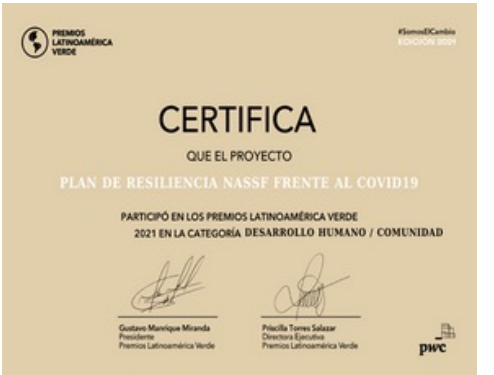 PREMIOS
LATINOAMÉRICA
VERDE
#SomosElCambio
EDICIÓN 2021
CERTIFICA
QUE EL PROYECTO
PLAN DE RESILIENCIA NASSF FRENTE AL COVID19
PARTICIPÓ EN LOS PREMIOS LATINOAMÉRICA VERDE
2021 EN LA CATEGORÍA DESARROLLO HUMANO / COMUNIDAD
Gustavo Manrique Miranda
Presidente
Premios Latinoamérica Verde
Priscilla Torres Salazar
Directora Ejecutiva
Premios Latinoamérica Verde
pwc